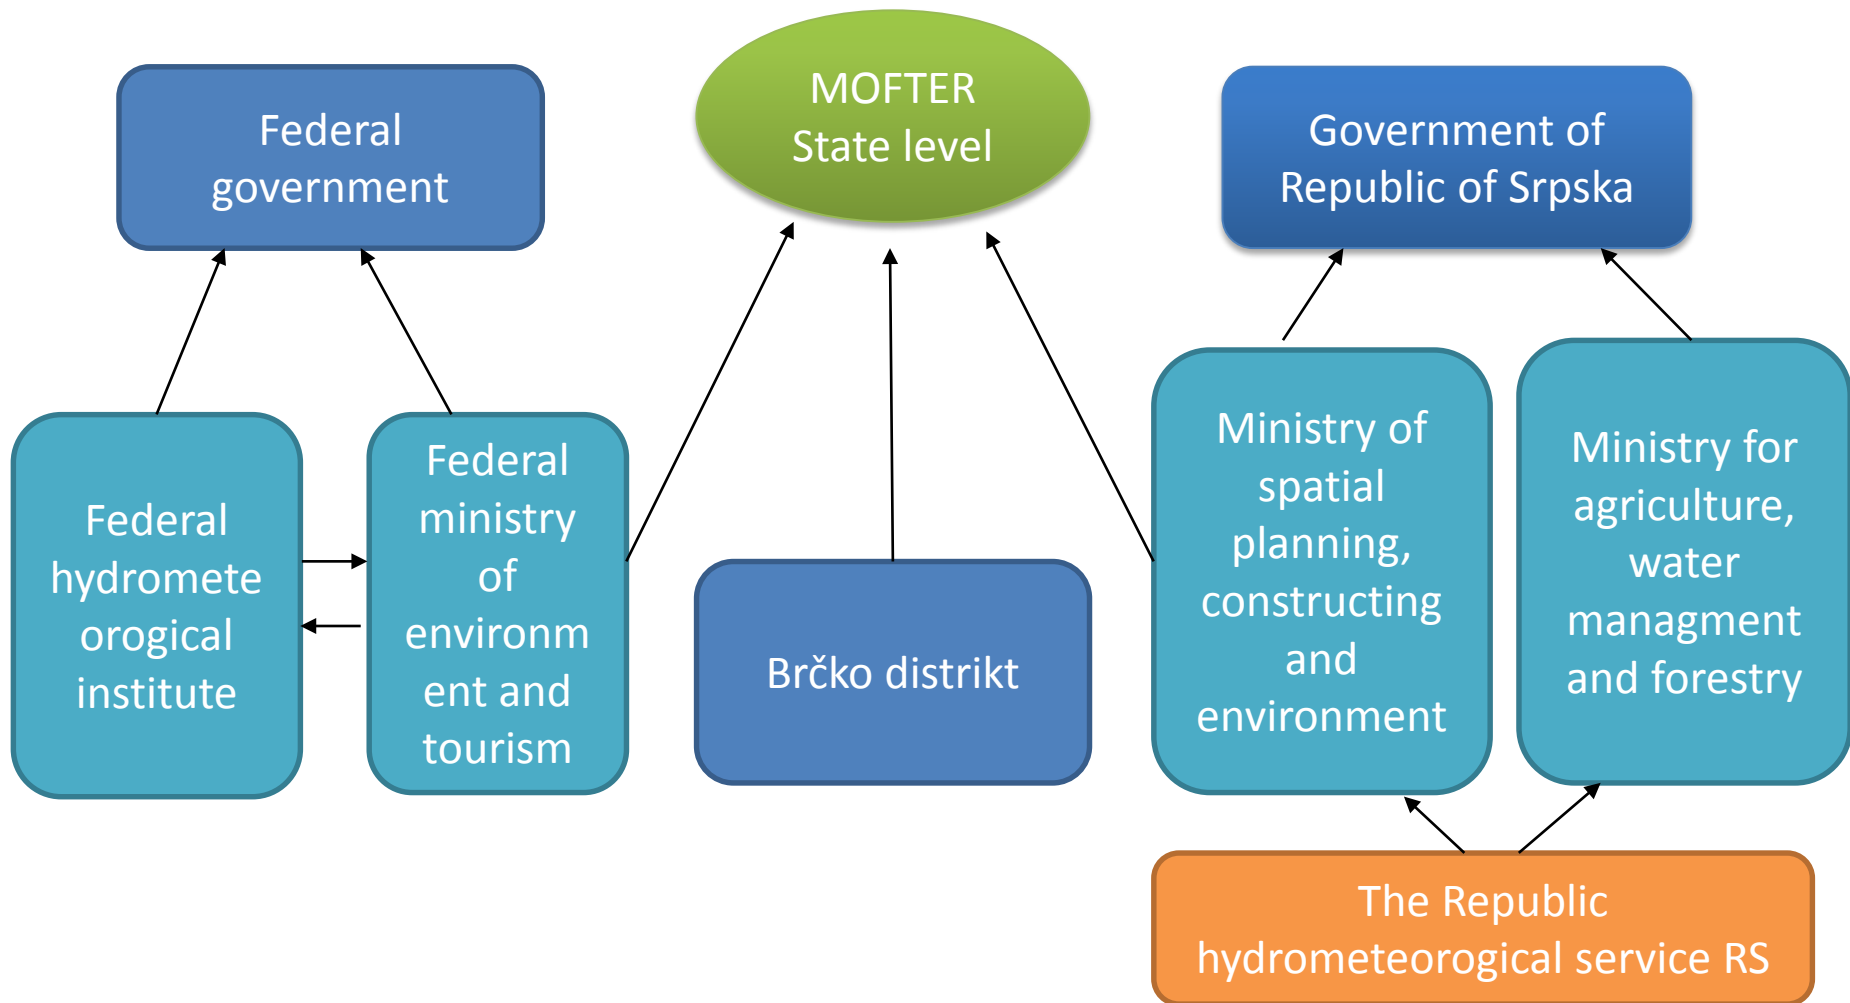 Federal
government
MOFTER
State level
Government of
Republic of Srpska
Federal
hydromete
orogical
institute
Federal
ministry
of
environm
ent and
tourism
Brčko distrikt
Ministry of
spatial
planning,
constructing
and
environment
Ministry for
agriculture,
water
managment
and forestry
The Republic
hydrometeorogical service RS